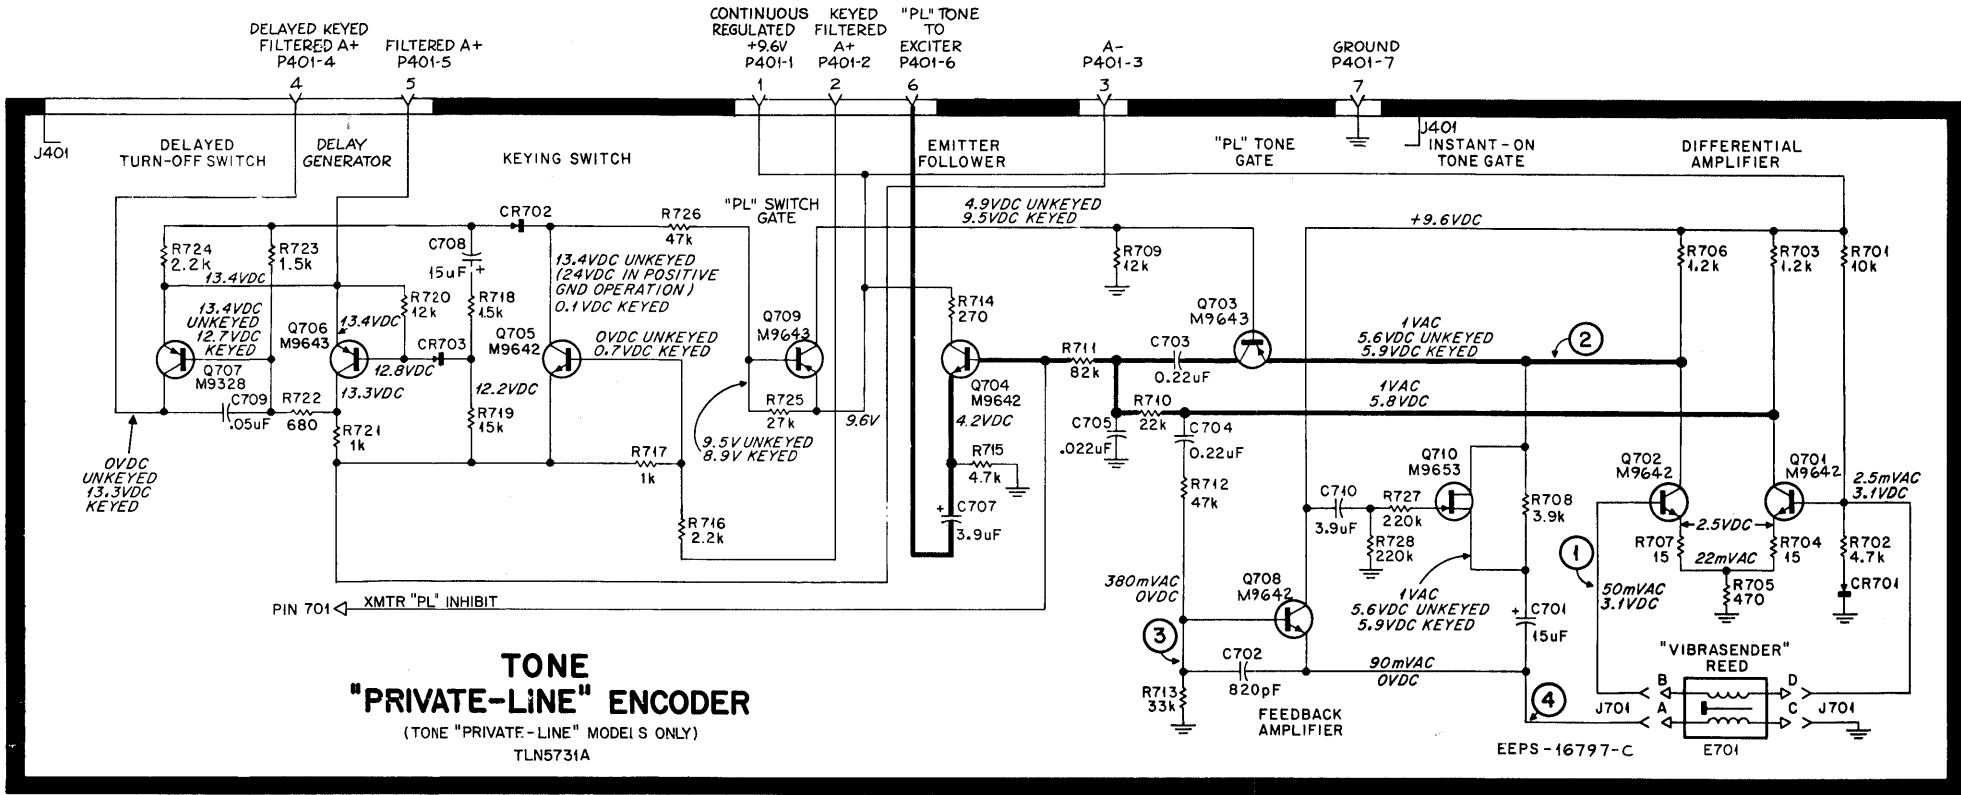 DELAYED KEYED
FILTERED A+
P401-4
4
FILTERED A+
P401-5
5
CONTINUOUS
REGULATED
+9.6V
P401-1
1
KEYED
FILTERED
A+
P401-2
2
"PL" TONE
TO
EXCITER
P401-6
6
A-
P401-3
3
GROUND
P401-7
7
J401
J401
DELAYED
TURN-OFF SWITCH
DELAY
GENERATOR
KEYING SWITCH
"PL" SWITCH
GATE
EMITTER
FOLLOWER
"PL" TONE
GATE
INSTANT-ON
TONE GATE
DIFFERENTIAL
AMPLIFIER
R724
2.2k
R723
1.5k
13.4VDC
13.4VDC
UNKEYED
12.7VDC
KEYED
Q707
M9328
C709
.05uF
R722
680
0VDC
UNKEYED
13.3VDC
KEYED
Q706
M9643
13.4VDC
R720
12k
CR703
12.8VDC
13.3VDC
R721
1k
C708
15uF
+
R718
1.5k
12.2VDC
R719
15k
CR702
Q705
M9642
13.4VDC UNKEYED
(24VDC IN POSITIVE
GND OPERATION)
0.1VDC KEYED
0VDC UNKEYED
0.7VDC KEYED
R717
1k
R716
2.2k
R726
47k
Q709
M9643
R725
27k
9.5V UNKEYED
8.9V KEYED
9.6V
4.9VDC UNKEYED
9.5VDC KEYED
R714
270
Q704
M9642
4.2VDC
R715
4.7k
+
C707
3.9uF
R711
82k
R709
12k
C703
0.22uF
Q703
M9643
1VAC
5.6VDC UNKEYED
5.9VDC KEYED
2
1VAC
5.8VDC
R710
22k
C705
.022uF
C704
0.22uF
R712
47k
380mVAC
0VDC
3
R713
33k
C702
820pF
Q708
M9642
FEEDBACK
AMPLIFIER
90mVAC
0VDC
4
+9.6VDC
C710
3.9uF
R727
220k
R728
220k
Q710
M9653
R708
3.9k
1VAC
5.6VDC UNKEYED
5.9VDC KEYED
+
C701
15uF
R706
1.2k
R703
1.2k
R701
10k
Q702
M9642
Q701
M9642
2.5mVAC
3.1VDC
2.5VDC
R707
15
R704
15
22mVAC
R705
470
R702
4.7k
CR701
1
50mVAC
3.1VDC
"VIBRASENDER"
REED
B
D
J701
A
C
J701
E701
EEPS-16797-C
PIN 701
XMTR "PL" INHIBIT
TONE
"PRIVATE-LINE" ENCODER
(TONE "PRIVATE-LINE" MODELS ONLY)
TLN5731A